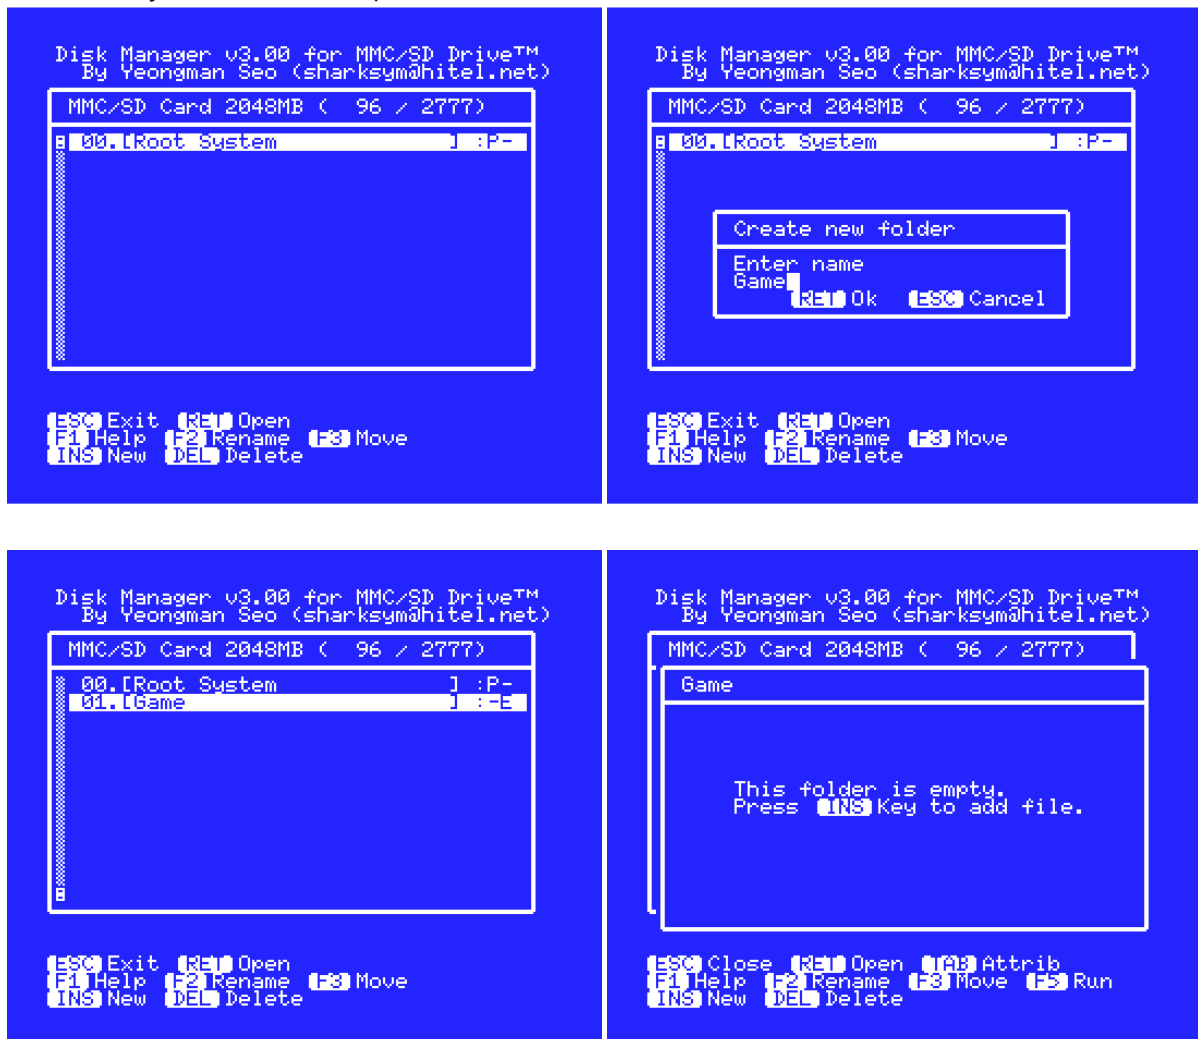 Disk Manager v3.00 for MMC/SD Drive™
By Yeongman Seo (sharksym@hitel.net)
MMC/SD Card 2048MB (  96 / 2777)
00.[Root System ] :P-
ESC Exit RET Open
F1 Help F2 Rename F3 Move
INS New DEL Delete
Disk Manager v3.00 for MMC/SD Drive™
By Yeongman Seo (sharksym@hitel.net)
MMC/SD Card 2048MB (  96 / 2777)
00.[Root System ] :P-
Create new folder
Enter name
Game
RET Ok ESC Cancel
ESC Exit RET Open
F1 Help F2 Rename F3 Move
INS New DEL Delete
Disk Manager v3.00 for MMC/SD Drive™
By Yeongman Seo (sharksym@hitel.net)
MMC/SD Card 2048MB (  96 / 2777)
00.[Root System ] :P-
01.[Game ] :-E
ESC Exit RET Open
F1 Help F2 Rename F3 Move
INS New DEL Delete
Disk Manager v3.00 for MMC/SD Drive™
By Yeongman Seo (sharksym@hitel.net)
MMC/SD Card 2048MB (  96 / 2777)
Game
This folder is empty.
Press INS Key to add file.
ESC Close RET Open TAB Attrib
F1 Help F2 Rename F3 Move F5 Run
INS New DEL Delete